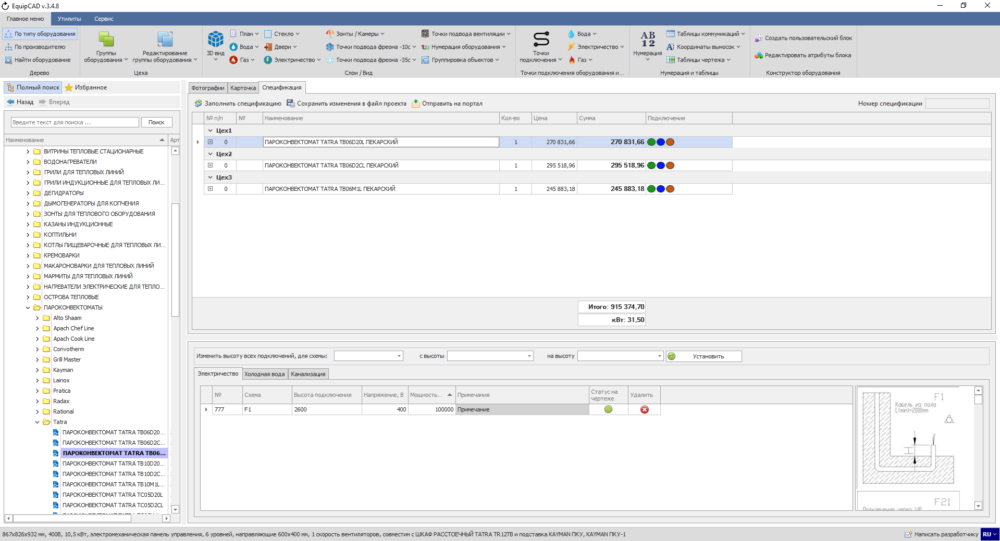 EquipCAD v.3.4.8
Главное меню
Утилиты
Сервис
По типу оборудования
По производителю
Найти оборудование
Дерево
Группы оборудования
Редактирование группы оборудования
Цеха
3D вид
План
Вода
Газ
Стекло
Двери
Электричество
Зонты / Камеры
Точки подвода фреона -10с
Точки подвода фреона -35с
Точки подвода вентиляции
123 Нумерация оборудования
Группировка объектов
Слои / Вид
Точки подключения
Вода
Электричество
Газ
Точки подключения оборудования и...
AB 12
Нумерация
Таблицы коммуникаций
Координаты выносок
Таблицы чертежа
Нумерация и таблицы
Создать пользовательский блок
Редактировать атрибуты блока
Конструктор оборудования
Полный поиск
Избранное
Назад
Вперед
Введите текст для поиска ...
Поиск
Наименование
Арт
ВИТРИНЫ ТЕПЛОВЫЕ СТАЦИОНАРНЫЕ
ВОДОНАГРЕВАТЕЛИ
ГРИЛИ ДЛЯ ТЕПЛОВЫХ ЛИНИЙ
ГРИЛИ ИНДУКЦИОННЫЕ ДЛЯ ТЕПЛОВЫХ ЛИ...
ДЕГИДРАТОРЫ
ДЫМОГЕНЕРАТОРЫ ДЛЯ КОПЧЕНИЯ
ЗОНТЫ ДЛЯ ТЕПЛОВОГО ОБОРУДОВАНИЯ
КАЗАНЫ ИНДУКЦИОННЫЕ
КОПТИЛЬНИ
КОТЛЫ ПИЩЕВАРОЧНЫЕ ДЛЯ ТЕПЛОВЫХ ЛИ...
КРЕМОВАРКИ
МАКАРОНОВАРКИ ДЛЯ ТЕПЛОВЫХ ЛИНИЙ
МАРМИТЫ ДЛЯ ТЕПЛОВЫХ ЛИНИЙ
НАГРЕВАТЕЛИ ЭЛЕКТРИЧЕСКИЕ ДЛЯ ТЕПЛО...
ОСТРОВА ТЕПЛОВЫЕ
ПАРОКОНВЕКТОМАТЫ
Alto Shaam
Apach Chef Line
Apach Cook Line
Convotherm
Grill Master
Kayman
Lainox
Pratica
Radax
Rational
Tatra
ПАРОКОНВЕКТОМАТ TATRA TB06D20...
ПАРОКОНВЕКТОМАТ TATRA TB06D2C...
ПАРОКОНВЕКТОМАТ TATRA TB06...
ПАРОКОНВЕКТОМАТ TATRA TB10D20...
ПАРОКОНВЕКТОМАТ TATRA TB10D2C...
ПАРОКОНВЕКТОМАТ TATRA TB10M1L...
ПАРОКОНВЕКТОМАТ TATRA TC05D20L
ПАРОКОНВЕКТОМАТ TATRA TC05D2CL
Фотографии
Карточка
Спецификация
Заполнить спецификацию
Сохранить изменения в файл проекта
Отправить на портал
Номер спецификации
№ п/п № Наименование Кол-во Цена Сумма Подключения
Цех1
0 ПАРОКОНВЕКТОМАТ TATRA TB06D20L ПЕКАРСКИЙ 1 270 831,66 270 831,66
Цех2
0 ПАРОКОНВЕКТОМАТ TATRA TB06D2CL ПЕКАРСКИЙ 1 295 518,96 295 518,96
Цех3
0 ПАРОКОНВЕКТОМАТ TATRA TB06M1L ПЕКАРСКИЙ 1 245 883,18 245 883,18
Итого: 915 374,70
кВт: 31,50
Изменить высоту всех подключений, для схемы:
с высоты
на высоту
Установить
Электричество
Холодная вода
Канализация
№ Схема Высота подключения Напряжение, В Мощность... Примечания Статус на чертеже Удалить
777 F1 2600 400 100000 Примечание
F1
Кабель из пола
L(min)=2000мм
H
F21
Подключение через WP
867x826x932 мм, 400В, 10,5 кВт, электромеханическая панель управления, 6 уровней, направляющие 600x400 мм, 1 скорость вентиляторов, совместим с ШКАФ РАССТОЕЧНЫЙ TATRA TR12TB и подставка KAYMAN ПКУ, KAYMAN ПКУ-1
Написать разработчику
RU